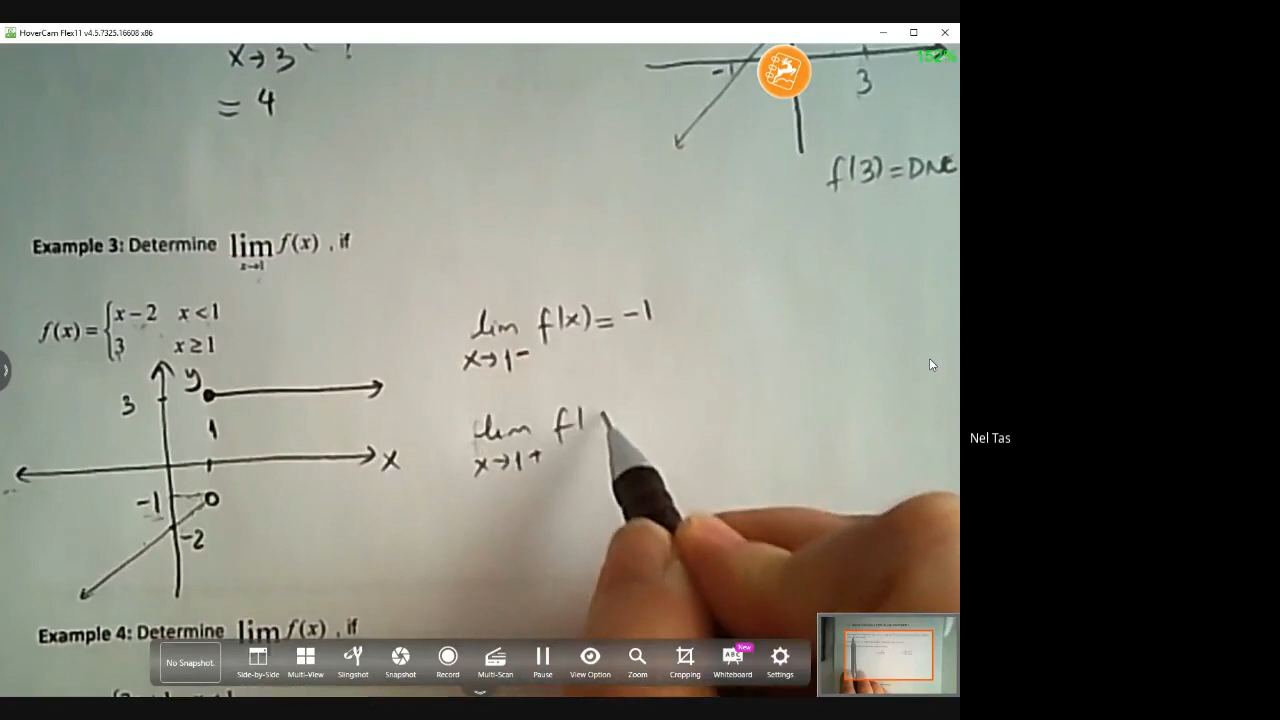 HoverCam Flex11 v4.5.7325.16608 x86
152%
x→3
= 4
-1
3
f(3) = DNE
Example 3: Determine lim f(x) , if
x→1
f(x) = { x − 2 x < 1
3 x ≥ 1
lim f(x) = -1
x→1-
y
3
1
lim f(
x→1+
x
-1
-2
Example 4: Determine lim f(x) , if
No Snapshot.
Side-by-Side
Multi-View
Slingshot
Snapshot
Record
Multi-Scan
Pause
View Option
Zoom
Cropping
ABC
New
Whiteboard
Settings
Nel Tas